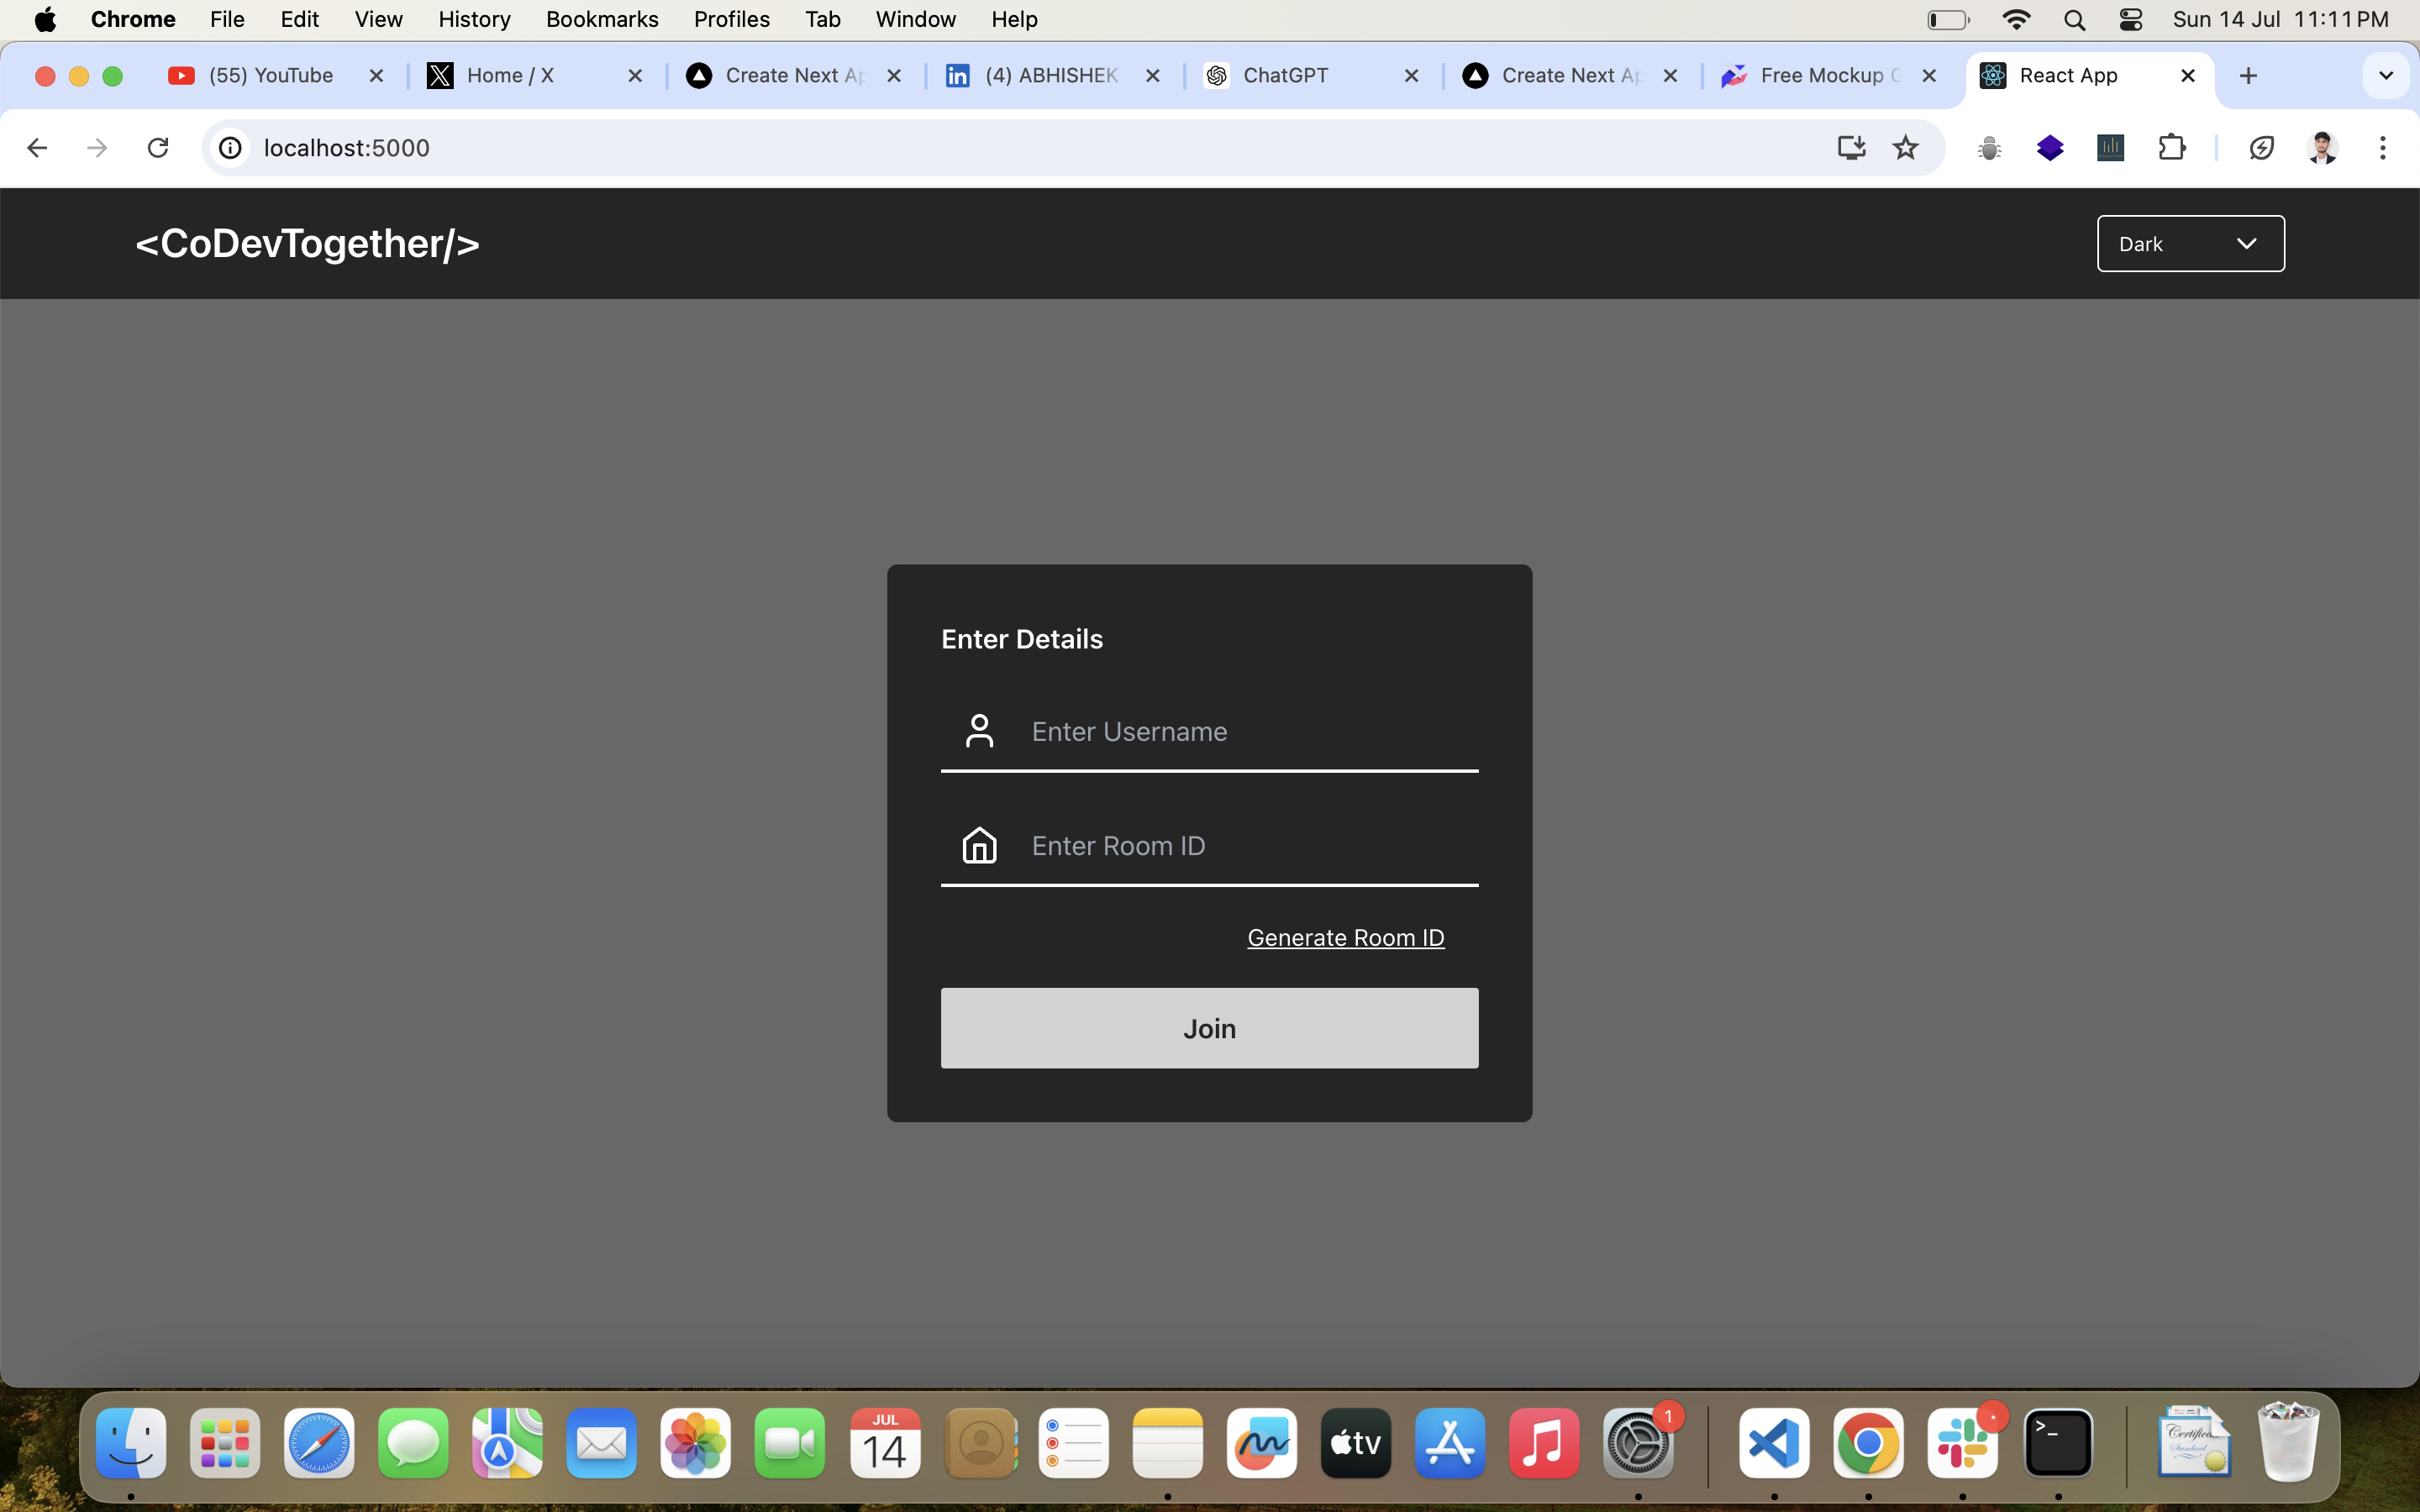 Chrome File Edit View History Bookmarks Profiles Tab Window Help Sun 14 Jul 11:11 PM
(55) YouTube Home / X Create Next Ap (4) ABHISHEK ChatGPT Create Next Ap Free Mockup G React App
localhost:5000
<CoDevTogether/> Dark
Enter Details
Enter Username
Enter Room ID
Generate Room ID
Join
JUL
14
tv
1
>_
Certificate
Standard